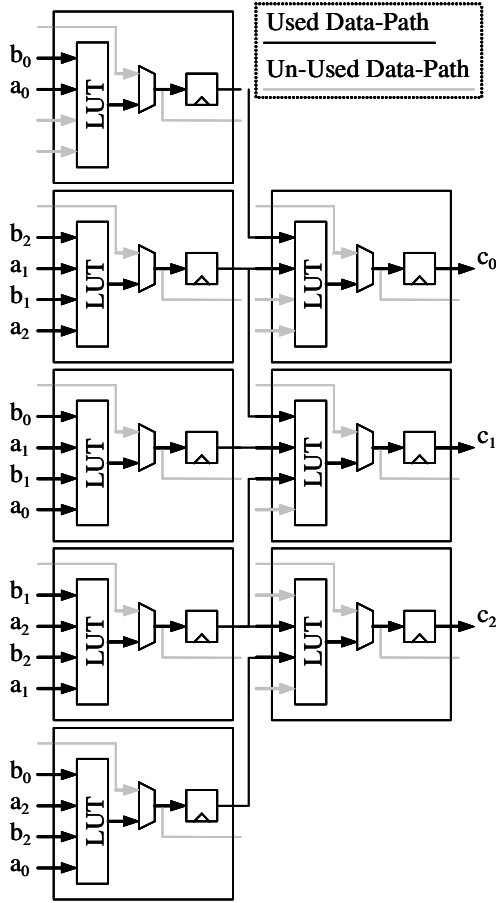 Used Data-Path
Un-Used Data-Path
b0
a0
LUT
b2
a1
b1
a2
LUT
LUT
c0
b0
a1
b1
a0
LUT
LUT
c1
b1
a2
b2
a1
LUT
LUT
c2
b0
a2
b2
a0
LUT